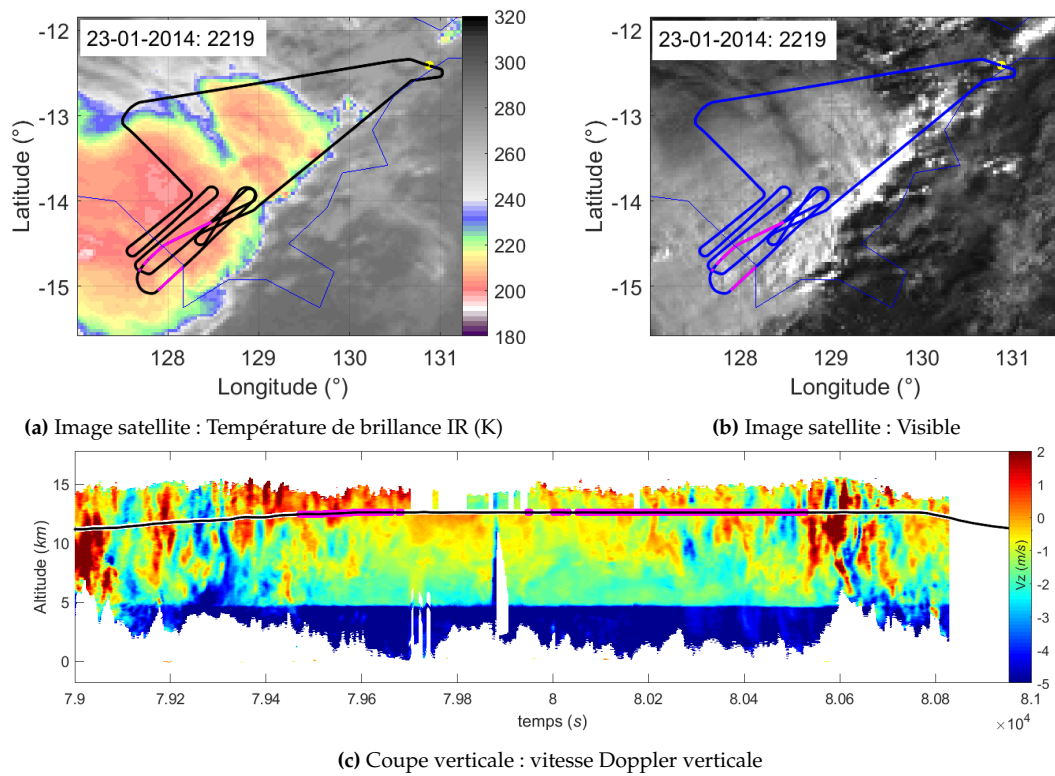 23-01-2014: 2219
-12
-13
-14
-15
Latitude (°)
128 129 130 131
Longitude (°)
320
300
280
260
240
220
200
180
23-01-2014: 2219
-12
-13
-14
-15
Latitude (°)
128 129 130 131
Longitude (°)
(a) Image satellite : Température de brillance IR (K)
(b) Image satellite : Visible
15
10
5
0
Altitude (km)
7.9 7.92 7.94 7.96 7.98 8 8.02 8.04 8.06 8.08 8.1
temps (s)
×10⁴
2
1
0
-1
-2
-3
-4
-5
Vz (m/s)
(c) Coupe verticale : vitesse Doppler verticale